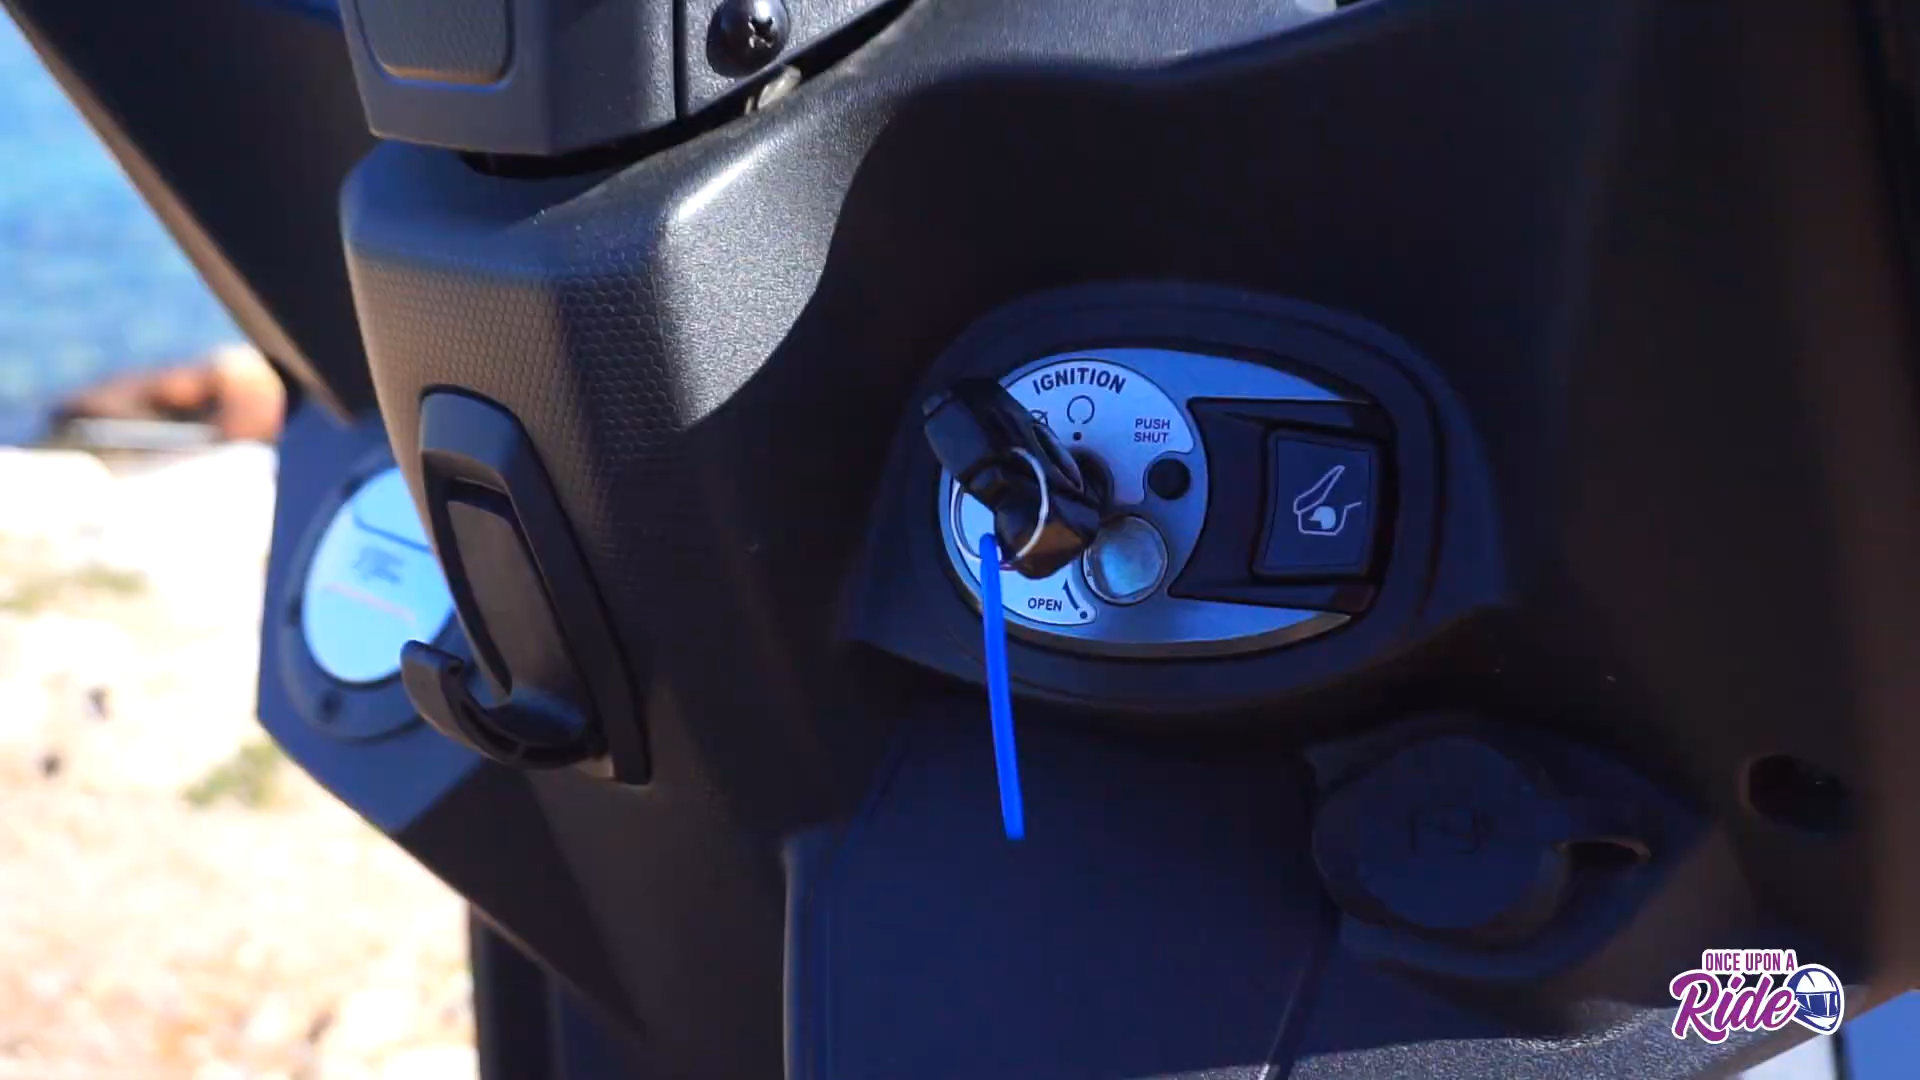 IGNITION
PUSH
SHUT
OPEN
ONCE UPON A
Ride